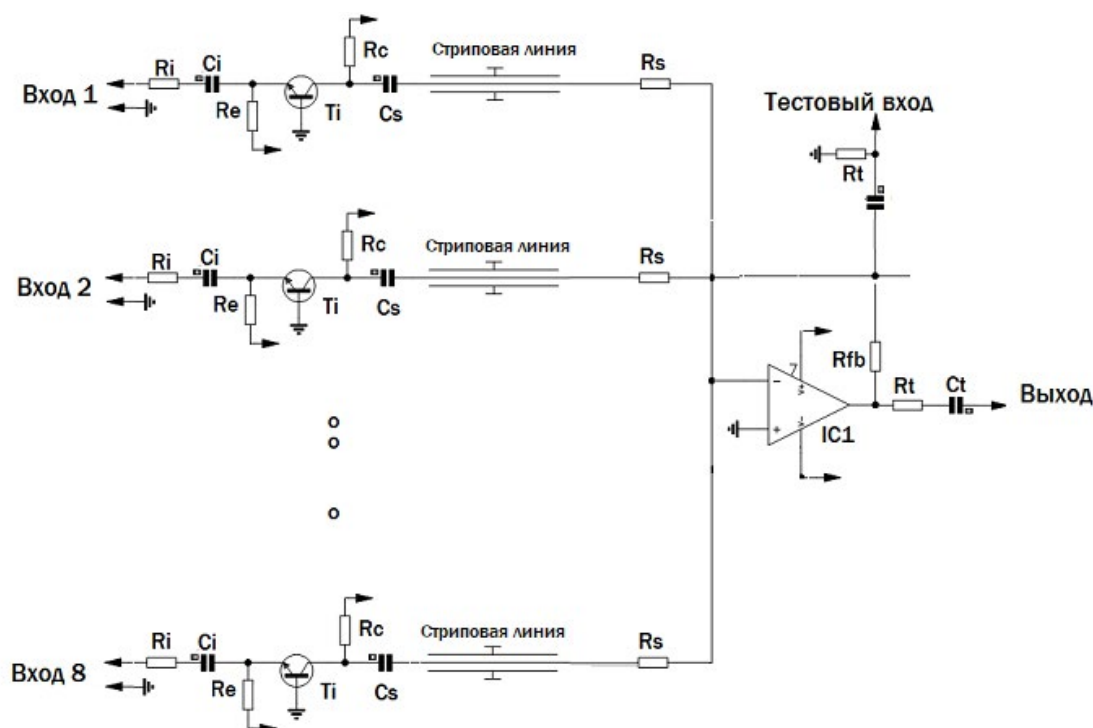 Rc
Стриповая линия
Ri
Ci
Rs
Вход 1
Re
Ti
Cs
Тестовый вход
Rt
Rc
Стриповая линия
Ri
Ci
Rs
Вход 2
Re
Ti
Cs
7
V+
Rfb
Rt
Ct
Выход
−
+
V-
IC1
Rc
Стриповая линия
Ri
Ci
Rs
Вход 8
Re
Ti
Cs